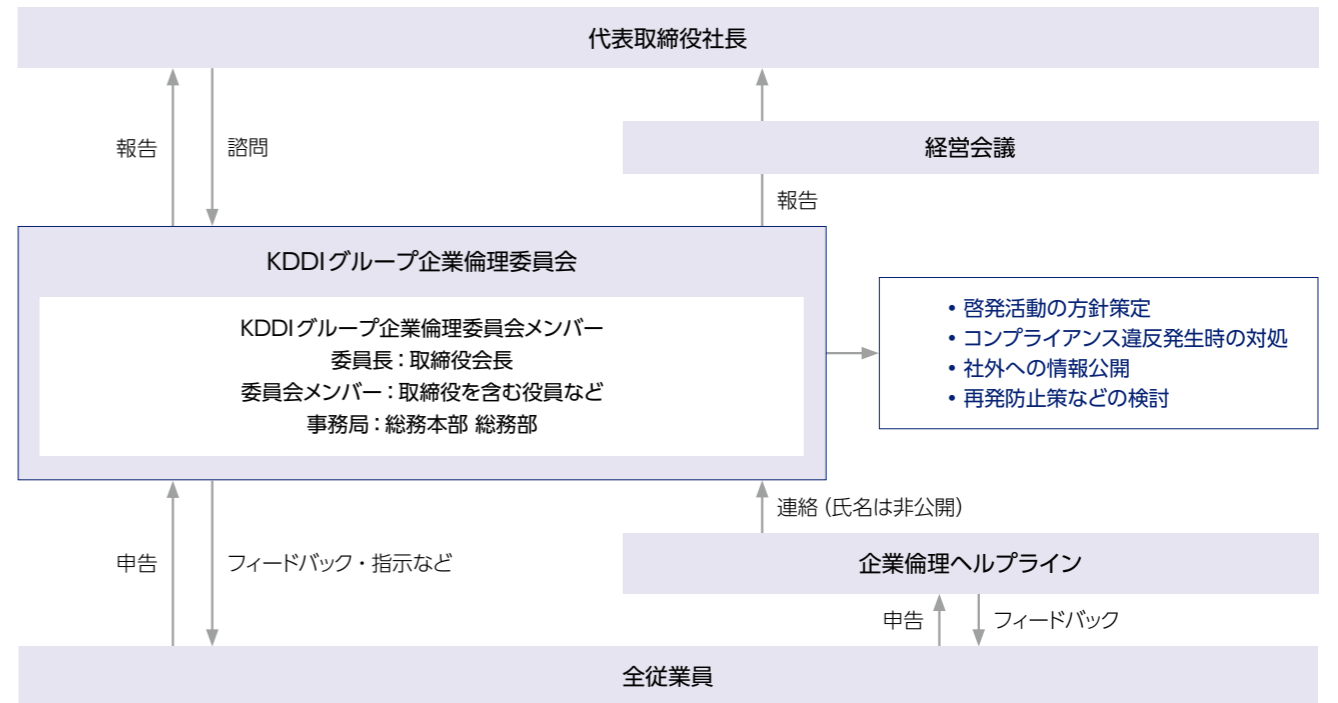 代表取締役社長
報告
諮問
経営会議
報告
KDDIグループ企業倫理委員会
KDDIグループ企業倫理委員会メンバー
委員長：取締役会長
委員会メンバー：取締役を含む役員など
事務局：総務本部 総務部
• 啓発活動の方針策定
• コンプライアンス違反発生時の対処
• 社外への情報公開
• 再発防止策などの検討
連絡（氏名は非公開）
申告
フィードバック・指示など
企業倫理ヘルプライン
申告
フィードバック
全従業員